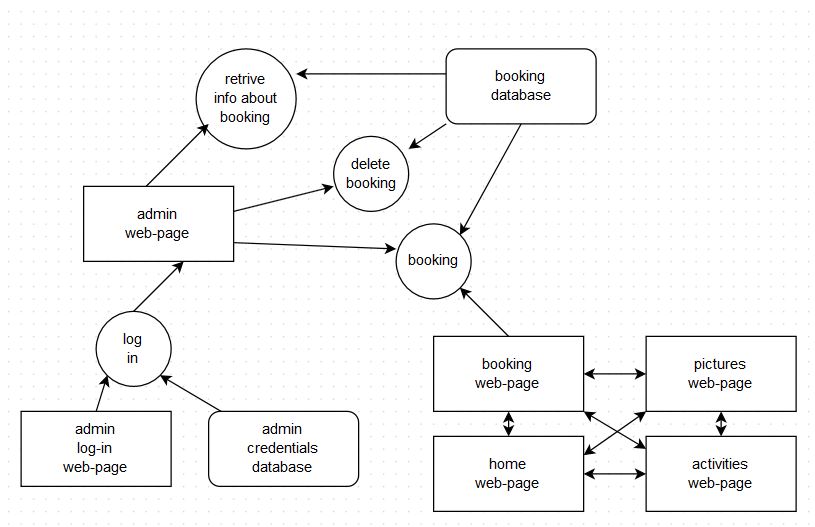 retrive
info about
booking
booking
database
delete
booking
admin
web-page
booking
log
in
booking
web-page
pictures
web-page
admin
log-in
web-page
admin
credentials
database
home
web-page
activities
web-page